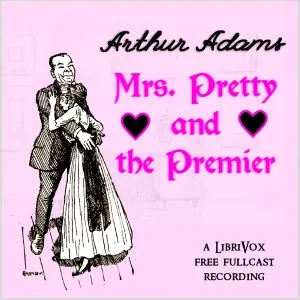 Arthur Adams
Mrs. Pretty
and
the Premier
A LibriVox
free fullcast
recording